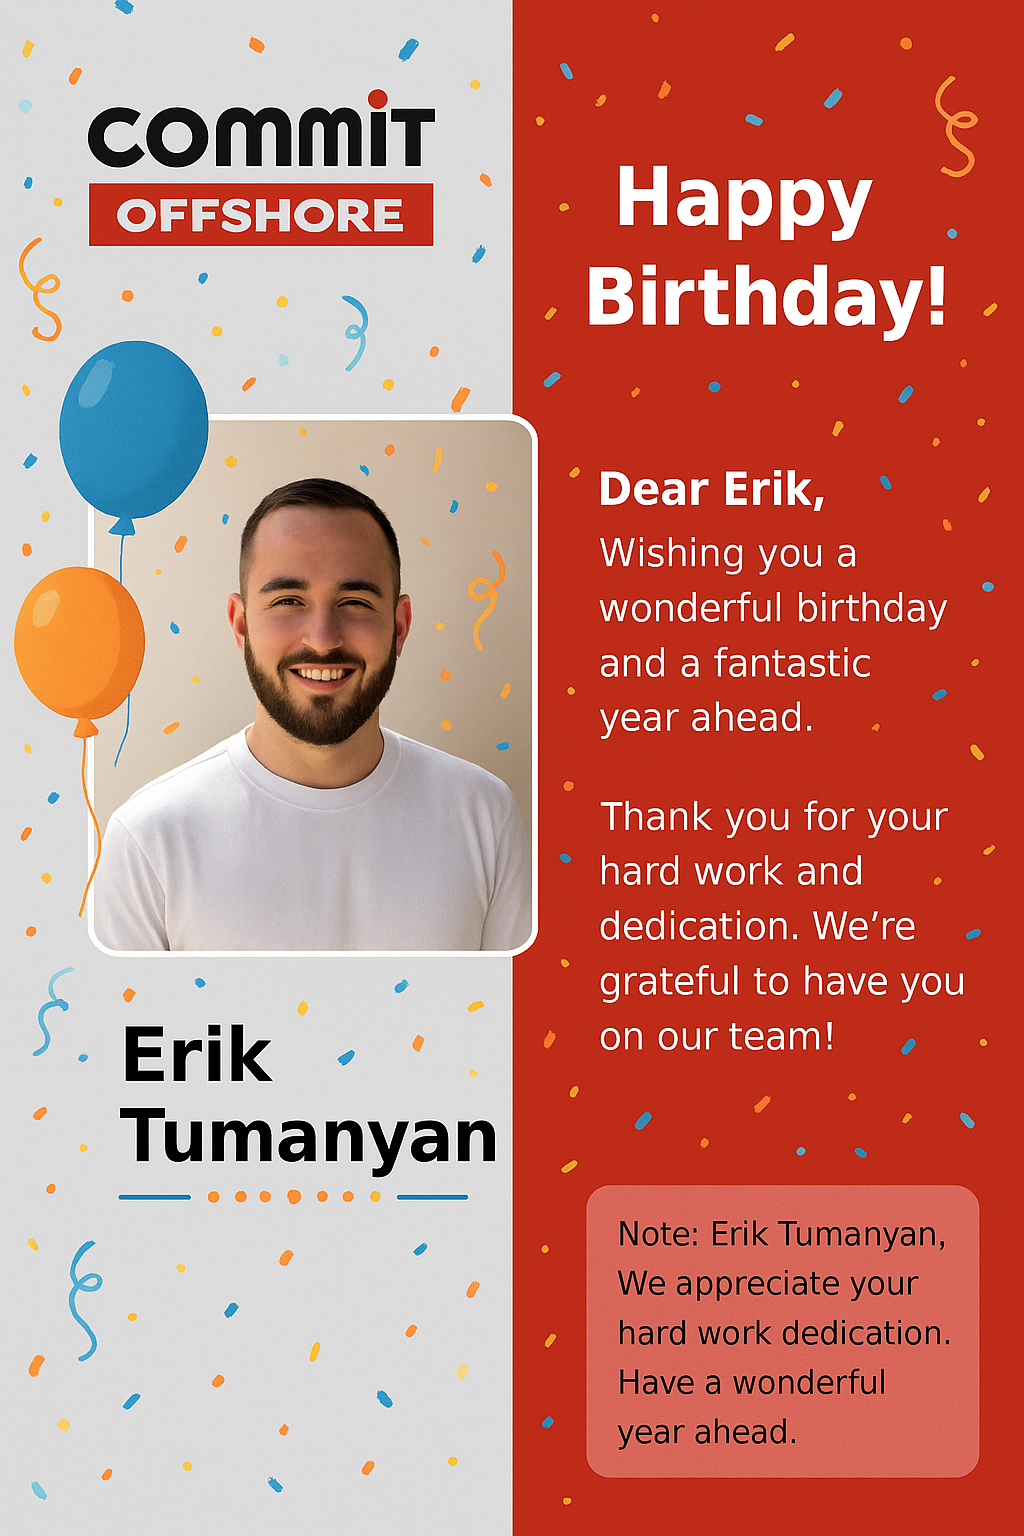 commiT
OFFSHORE
Happy
Birthday!
Dear Erik,
Wishing you a
wonderful birthday
and a fantastic
year ahead.
Thank you for your
hard work and
dedication. We’re
grateful to have you
on our team!
Erik
Tumanyan
Note: Erik Tumanyan,
We appreciate your
hard work dedication.
Have a wonderful
year ahead.